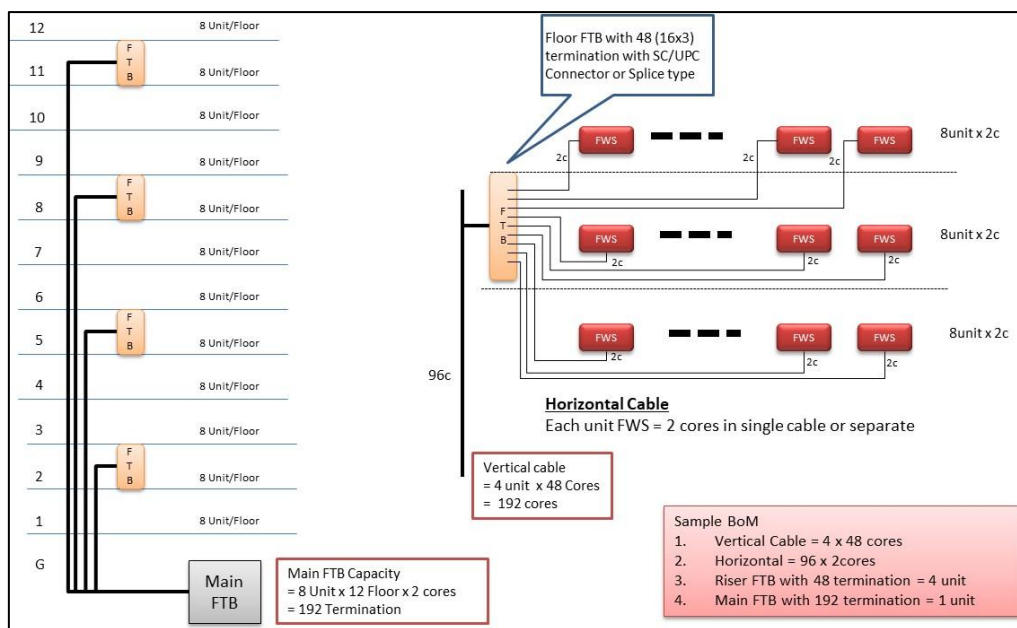 12
8 Unit/Floor
F
T
B
11
8 Unit/Floor
10
8 Unit/Floor
9
8 Unit/Floor
F
T
B
8
8 Unit/Floor
7
8 Unit/Floor
6
8 Unit/Floor
F
T
B
5
8 Unit/Floor
4
8 Unit/Floor
3
8 Unit/Floor
F
T
B
2
8 Unit/Floor
1
8 Unit/Floor
G
Main
FTB
Main FTB Capacity
= 8 Unit x 12 Floor x 2 cores
= 192 Termination
Floor FTB with 48 (16x3)
termination with SC/UPC
Connector or Splice type
FWS
FWS
FWS
8unit x 2c
2c
2c
2c
F
T
B
FWS
FWS
FWS
8unit x 2c
2c
2c
2c
FWS
FWS
FWS
8unit x 2c
2c
2c
2c
96c
Horizontal Cable
Each unit FWS = 2 cores in single cable or separate
Vertical cable
= 4 unit x 48 Cores
= 192 cores
Sample BoM
1. Vertical Cable = 4 x 48 cores
2. Horizontal = 96 x 2cores
3. Riser FTB with 48 termination = 4 unit
4. Main FTB with 192 termination = 1 unit